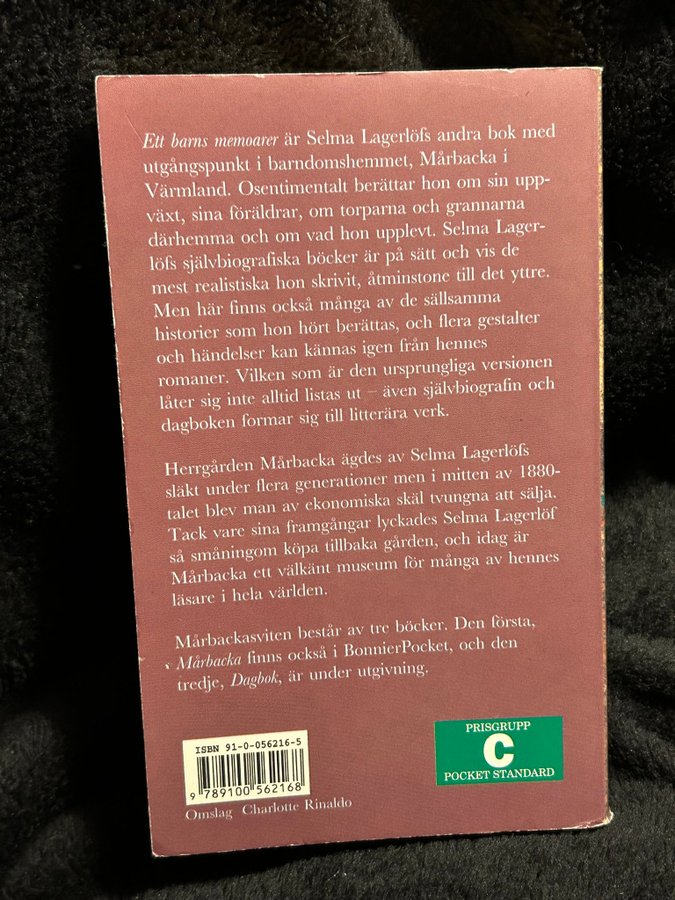 Ett barns memoarer är Selma Lagerlöfs andra bok med
utgångspunkt i barndomshemmet, Mårbacka i
Värmland. Osentimentalt berättar hon om sin upp-
växt, sina föräldrar, om torparna och grannarna
därhemma och om vad hon upplevt. Selma Lager-
löfs självbiografiska böcker är på sätt och vis de
mest realistiska hon skrivit, åtminstone till det yttre.
Men här finns också många av de sällsamma
historier som hon hört berättas, och flera gestalter
och händelser kan kännas igen från hennes
romaner. Vilken som är den ursprungliga versionen
låter sig inte alltid listas ut – även självbiografin och
dagboken formar sig till litterära verk.
Herrgården Mårbacka ägdes av Selma Lagerlöfs
släkt under flera generationer men i mitten av 1880-
talet blev man av ekonomiska skäl tvungna att sälja.
Tack vare sina framgångar lyckades Selma Lagerlöf
så småningom köpa tillbaka gården, och idag är
Mårbacka ett välkänt museum för många av hennes
läsare i hela världen.
Mårbackasviten består av tre böcker. Den första,
Mårbacka finns också i BonnierPocket, och den
tredje, Dagbok, är under utgivning.
ISBN 91-0-056216-5
9 789100 562168
Omslag Charlotte Rinaldo
PRISGRUPP
C
POCKET STANDARD